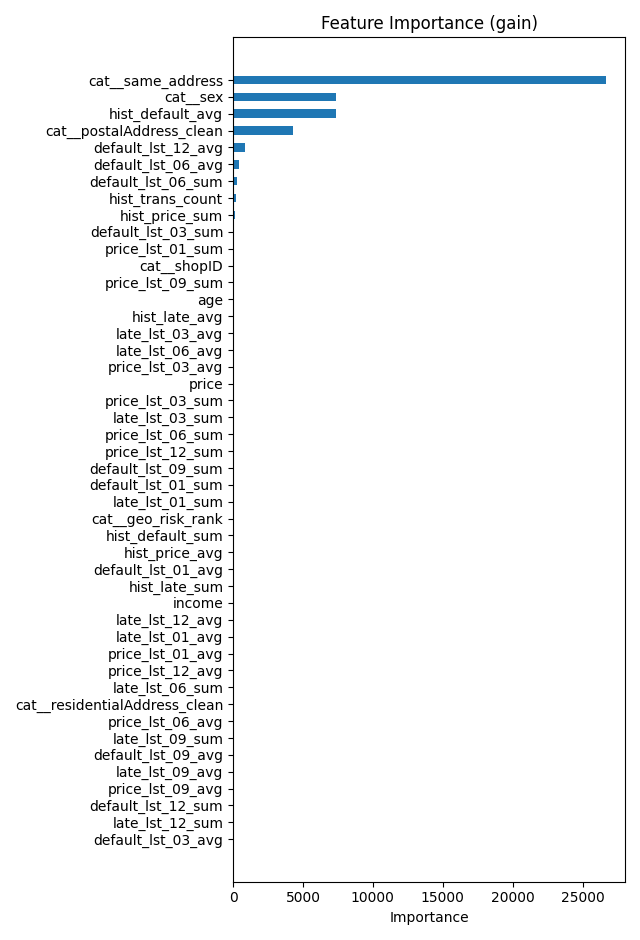 Feature Importance (gain)
cat__same_address
cat__sex
hist_default_avg
cat__postalAddress_clean
default_lst_12_avg
default_lst_06_avg
default_lst_06_sum
hist_trans_count
hist_price_sum
default_lst_03_sum
price_lst_01_sum
cat__shopID
price_lst_09_sum
age
hist_late_avg
late_lst_03_avg
late_lst_06_avg
price_lst_03_avg
price
price_lst_03_sum
late_lst_03_sum
price_lst_06_sum
price_lst_12_sum
default_lst_09_sum
default_lst_01_sum
late_lst_01_sum
cat__geo_risk_rank
hist_default_sum
hist_price_avg
default_lst_01_avg
hist_late_sum
income
late_lst_12_avg
late_lst_01_avg
price_lst_01_avg
price_lst_12_avg
late_lst_06_sum
cat__residentialAddress_clean
price_lst_06_avg
late_lst_09_sum
default_lst_09_avg
late_lst_09_avg
price_lst_09_avg
default_lst_12_sum
late_lst_12_sum
default_lst_03_avg
0 5000 10000 15000 20000 25000
Importance